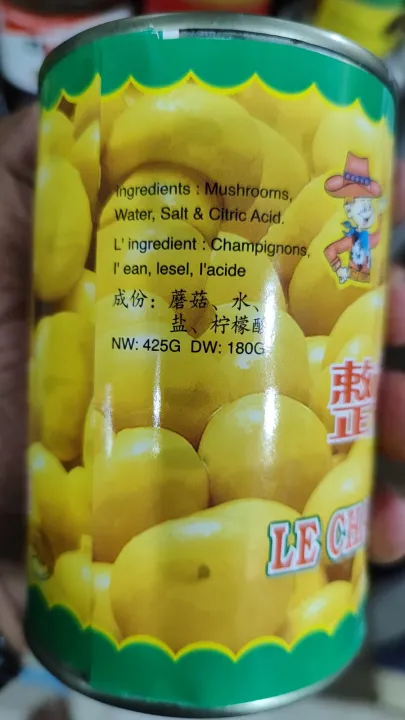 Ingredients : Mushrooms,
Water, Salt & Citric Acid.
L' ingredient : Champignons,
l' ean, lesel, l'acide
成份：蘑菇、水、
盐、柠檬酸
NW: 425G DW: 180G
整
LE